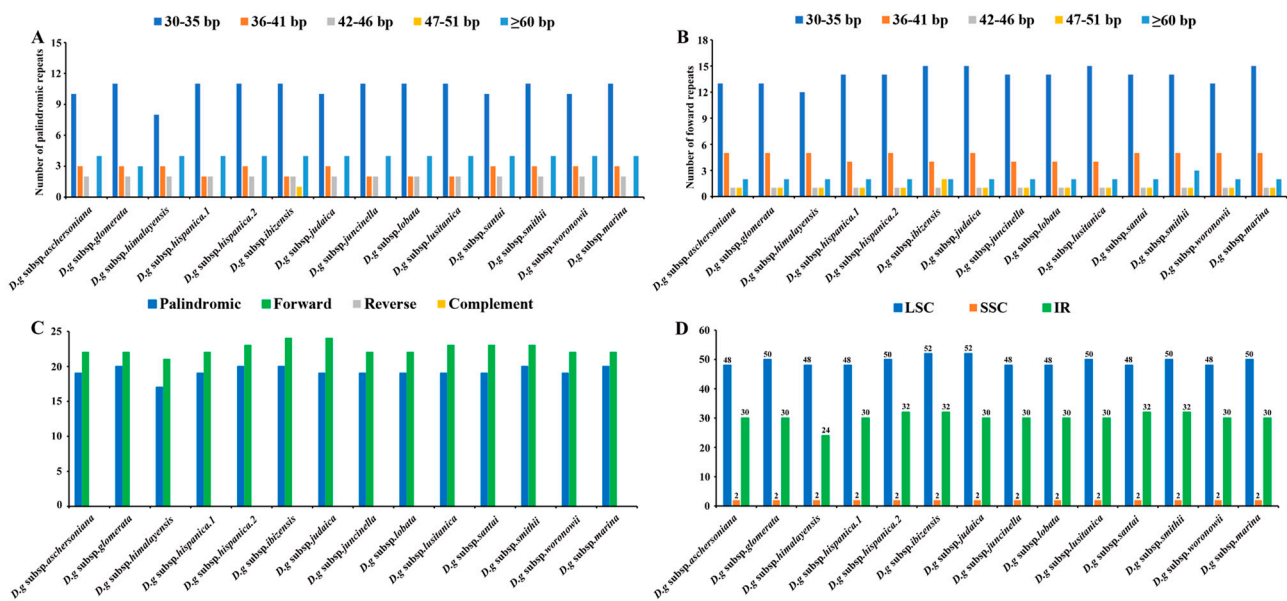 A
30-35 bp 36-41 bp 42-46 bp 47-51 bp ≥60 bp
Number of palindromic repeats
15
12
9
6
3
0
D.g subsp.aschersoniana
D.g subsp.glomerata
D.g subsp.himalayensis
D.g subsp.hispanica.1
D.g subsp.hispanica.2
D.g subsp.ibizensis
D.g subsp.judaica
D.g subsp.juncinella
D.g subsp.lobata
D.g subsp.lusitanica
D.g subsp.santai
D.g subsp.smithii
D.g subsp.woronowii
D.g subsp.marina
B
30-35 bp 36-41 bp 42-46 bp 47-51 bp ≥60 bp
Number of foward repeats
18
15
12
9
6
3
0
D.g subsp.aschersoniana
D.g subsp.glomerata
D.g subsp.himalayensis
D.g subsp.hispanica.1
D.g subsp.hispanica.2
D.g subsp.ibizensis
D.g subsp.judaica
D.g subsp.juncinella
D.g subsp.lobata
D.g subsp.lusitanica
D.g subsp.santai
D.g subsp.smithii
D.g subsp.woronowii
D.g subsp.marina
C
Palindromic Forward Reverse Complement
25
20
15
10
5
0
D.g subsp.aschersoniana
D.g subsp.glomerata
D.g subsp.himalayensis
D.g subsp.hispanica.1
D.g subsp.hispanica.2
D.g subsp.ibizensis
D.g subsp.judaica
D.g subsp.juncinella
D.g subsp.lobata
D.g subsp.lusitanica
D.g subsp.santai
D.g subsp.smithii
D.g subsp.woronowii
D.g subsp.marina
D
LSC SSC IR
60
50
40
30
20
10
0
48 2 30
50 2 30
48 2 24
48 2 30
50 2 32
52 2 32
52 2 30
48 2 30
48 2 30
50 2 30
48 2 32
50 2 32
48 2 30
50 2 30
D.g subsp.aschersoniana
D.g subsp.glomerata
D.g subsp.himalayensis
D.g subsp.hispanica.1
D.g subsp.hispanica.2
D.g subsp.ibizensis
D.g subsp.judaica
D.g subsp.juncinella
D.g subsp.lobata
D.g subsp.lusitanica
D.g subsp.santai
D.g subsp.smithii
D.g subsp.woronowii
D.g subsp.marina